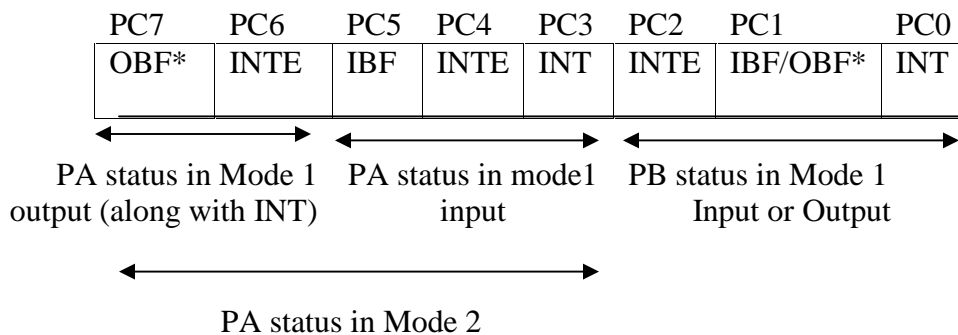 PC7 PC6 PC5 PC4 PC3 PC2 PC1 PC0
OBF* INTE IBF INTE INT INTE IBF/OBF* INT
PA status in Mode 1 PA status in mode1 PB status in Mode 1
output (along with INT) input Input or Output
PA status in Mode 2